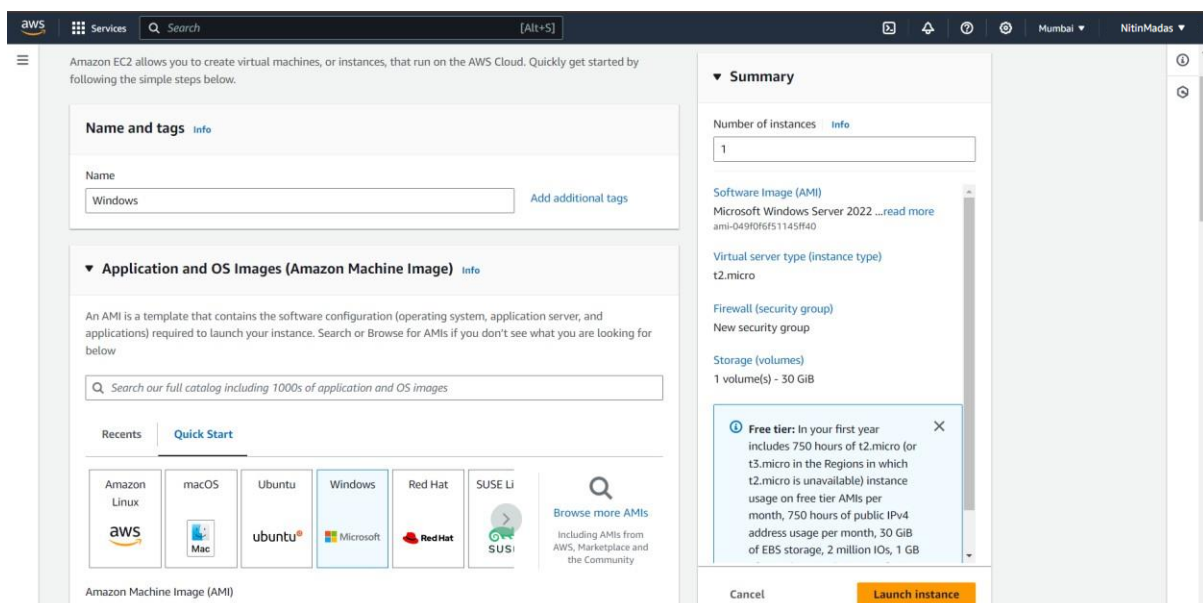 aws
Services
Search
[Alt+S]
Mumbai
NitinMadas
Amazon EC2 allows you to create virtual machines, or instances, that run on the AWS Cloud. Quickly get started by
following the simple steps below.
Name and tags Info
Name
Windows
Add additional tags
Application and OS Images (Amazon Machine Image) Info
An AMI is a template that contains the software configuration (operating system, application server, and
applications) required to launch your instance. Search or Browse for AMIs if you don't see what you are looking for
below
Search our full catalog including 1000s of application and OS images
Recents
Quick Start
Amazon
Linux
aws
macOS
Mac
Ubuntu
ubuntu
Windows
Microsoft
Red Hat
Red Hat
SUSE Li
SUS
Browse more AMIs
Including AMIs from
AWS, Marketplace and
the Community
Amazon Machine Image (AMI)
Summary
Number of instances Info
1
Software Image (AMI)
Microsoft Windows Server 2022 ...read more
ami-049f0f6f51145ff40
Virtual server type (instance type)
t2.micro
Firewall (security group)
New security group
Storage (volumes)
1 volume(s) - 30 GiB
Free tier: In your first year
includes 750 hours of t2.micro (or
t3.micro in the Regions in which
t2.micro is unavailable) instance
usage on free tier AMIs per
month, 750 hours of public IPv4
address usage per month, 30 GiB
of EBS storage, 2 million IOs, 1 GB
Cancel
Launch instance